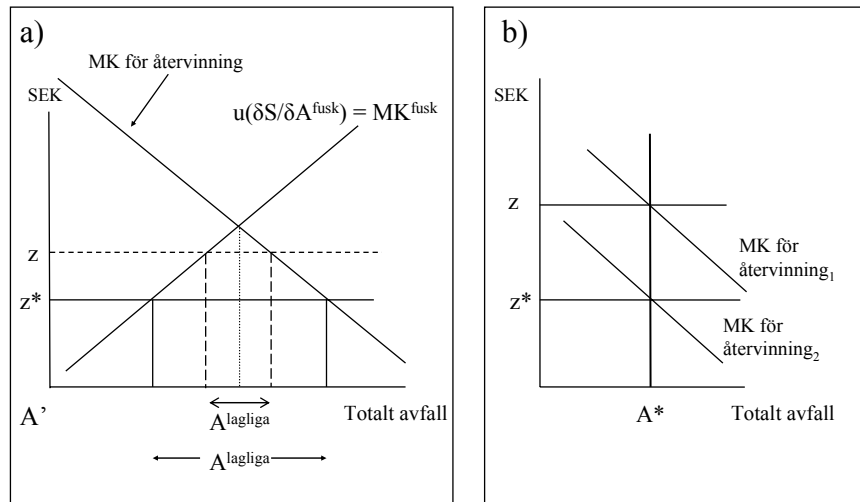 a)
MK för återvinning
SEK
u(δS/δA^fusk) = MK^fusk
z
z*
A’
Totalt avfall
A^lagliga
A^lagliga
b)
SEK
z
MK för
återvinning₁
z*
MK för
återvinning₂
A*
Totalt avfall